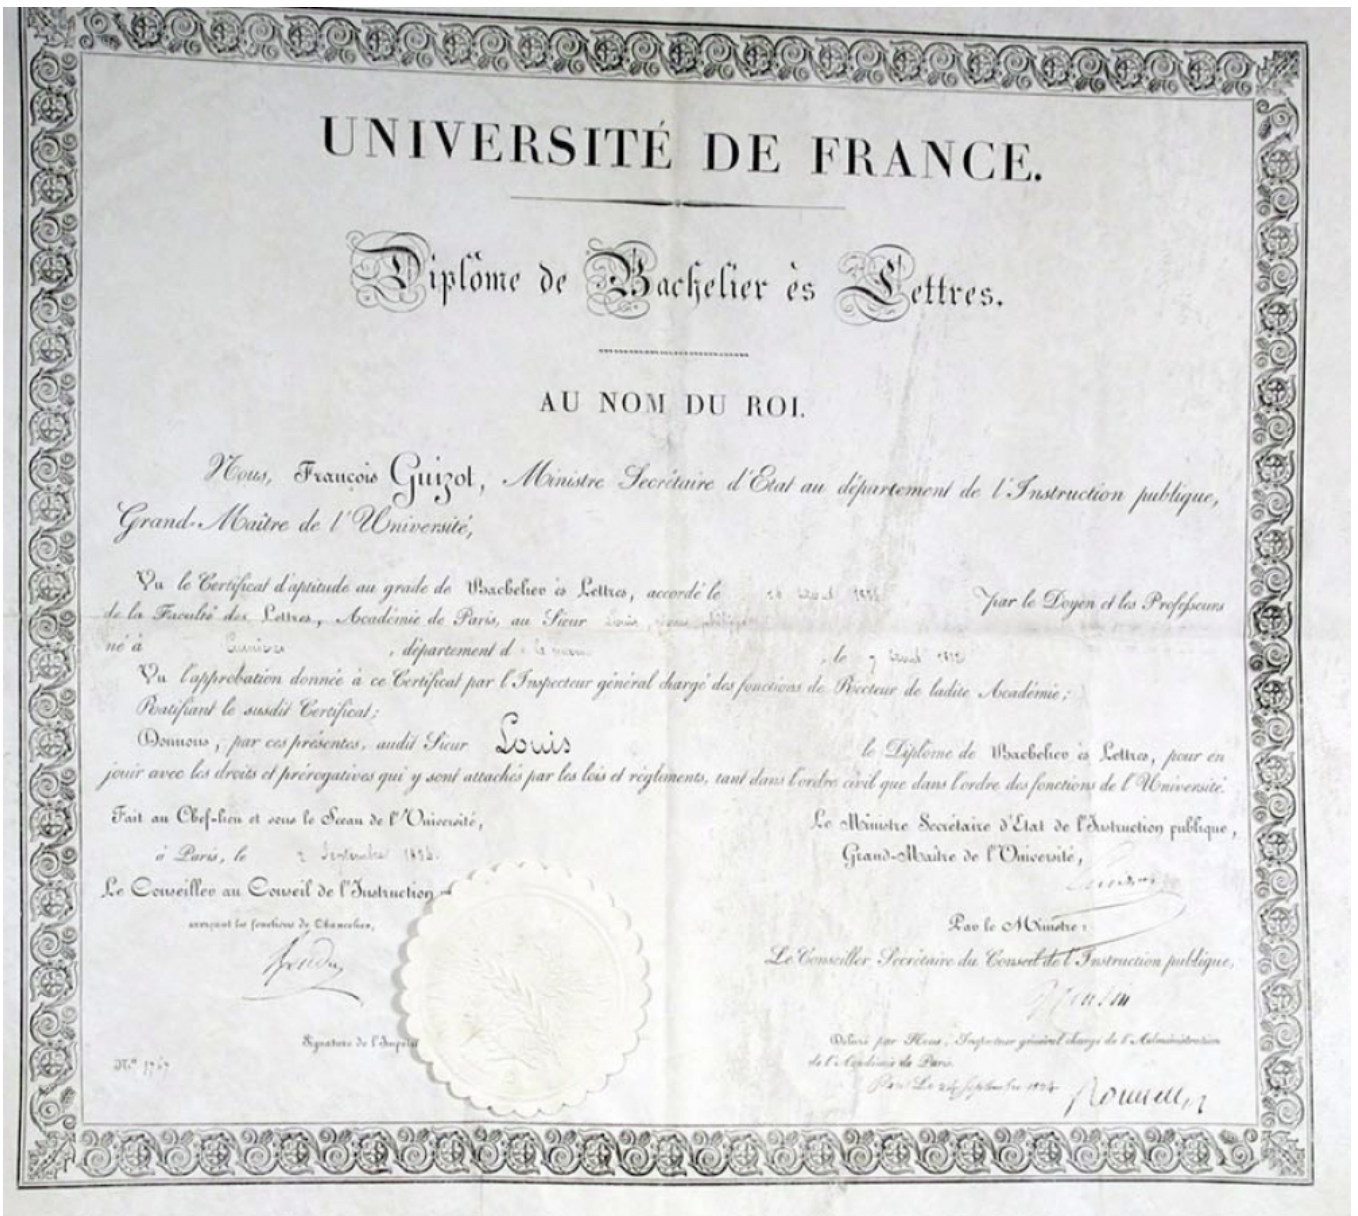 UNIVERSITÉ DE FRANCE.
Diplôme de Bachelier ès Lettres.
AU NOM DU ROI.
Nous, François Guizot, Ministre Secrétaire d'État au département de l'Instruction publique,
Grand-Maître de l'Université,
Vu le Certificat d'aptitude au grade de Bachelier ès Lettres, accordé le par le Doyen et les Professeurs
de la Faculté des Lettres, Académie de Paris, au Sieur
né à , département d , le
Vu l'approbation donnée à ce Certificat par l'Inspecteur général chargé des fonctions de Recteur de ladite Académie;
Ratifiant le susdit Certificat;
Donnons, par ces présentes, audit Sieur Louis le Diplôme de Bachelier ès Lettres, pour en
jouir avec les droits et prérogatives qui y sont attachés par les lois et règlements, tant dans l'ordre civil que dans l'ordre des fonctions de l'Université.
Fait au Chef-lieu et sous le Sceau de l'Université,
à Paris, le Septembre
Le Conseiller au Conseil de l'Instruction
exerçant les fonctions de Chancelier,
Signature de l'Impétr
Le Ministre Secrétaire d'État de l'Instruction publique,
Grand-Maître de l'Université,
Guizot
Par le Ministre:
Le Conseiller Secrétaire du Conseil de l'Instruction publique,
Délivré par Nous, Inspecteur général chargé de l'Administration
de l'Académie de Paris.
Paris Le 24 septembre